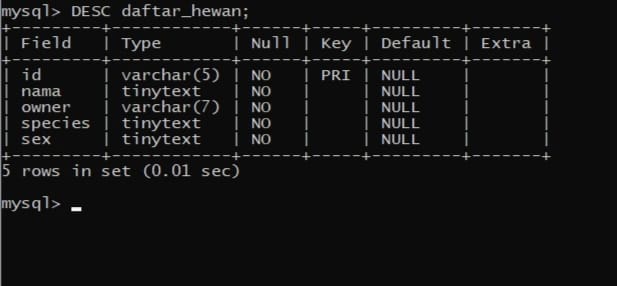 mysql> DESC daftar_hewan;
+---------+------------+------+-----+---------+-------+
| Field | Type | Null | Key | Default | Extra |
+---------+------------+------+-----+---------+-------+
| id | varchar(5) | NO | PRI | NULL | |
| nama | tinytext | NO | | NULL | |
| owner | varchar(7) | NO | | NULL | |
| species | tinytext | NO | | NULL | |
| sex | tinytext | NO | | NULL | |
+---------+------------+------+-----+---------+-------+
5 rows in set (0.01 sec)
mysql> _